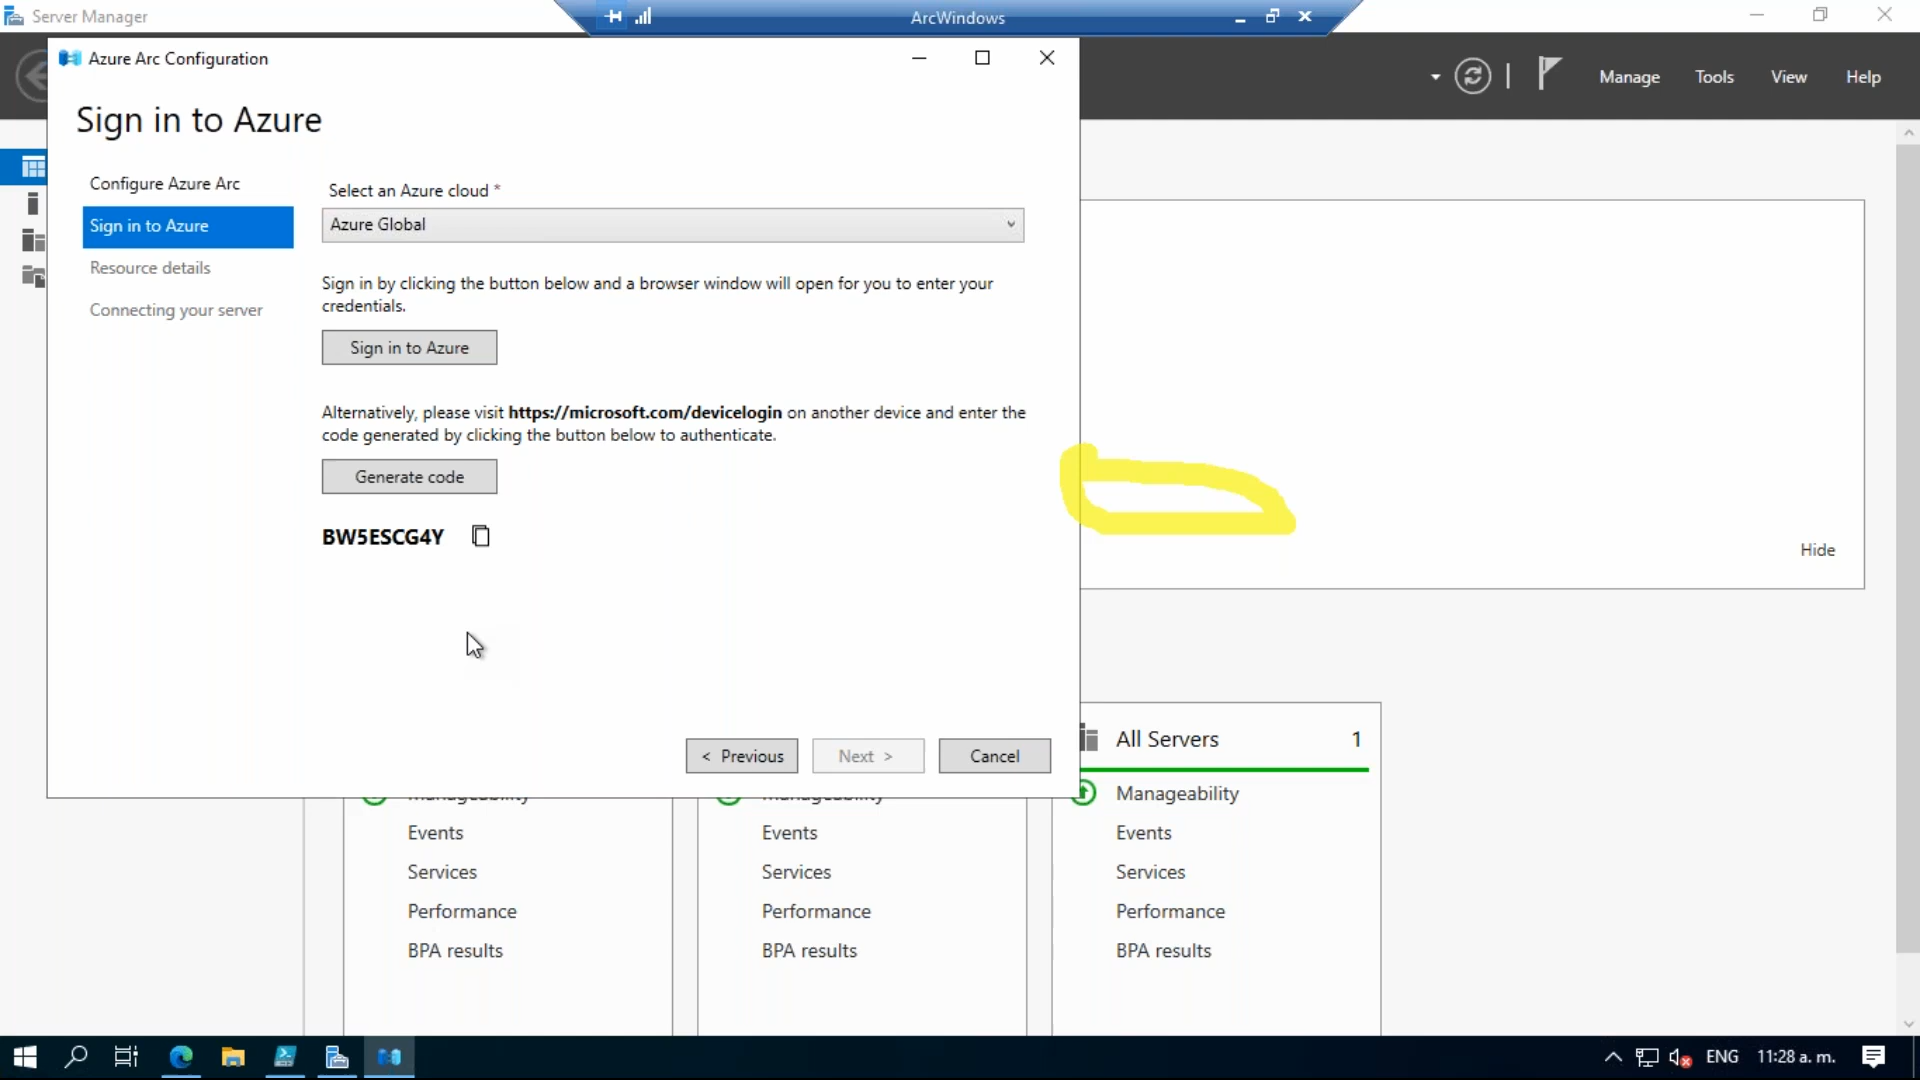 Server Manager
ArcWindows
Manage
Tools
View
Help
Azure Arc Configuration
Sign in to Azure
Configure Azure Arc
Sign in to Azure
Resource details
Connecting your server
Select an Azure cloud *
Azure Global
Sign in by clicking the button below and a browser window will open for you to enter your
credentials.
Sign in to Azure
Alternatively, please visit https://microsoft.com/devicelogin on another device and enter the
code generated by clicking the button below to authenticate.
Generate code
BW5ESCG4Y
< Previous
Next >
Cancel
Hide
All Servers 1
Manageability
Manageability
Manageability
Events
Events
Events
Services
Services
Services
Performance
Performance
Performance
BPA results
BPA results
BPA results
ENG
11:28 a. m.